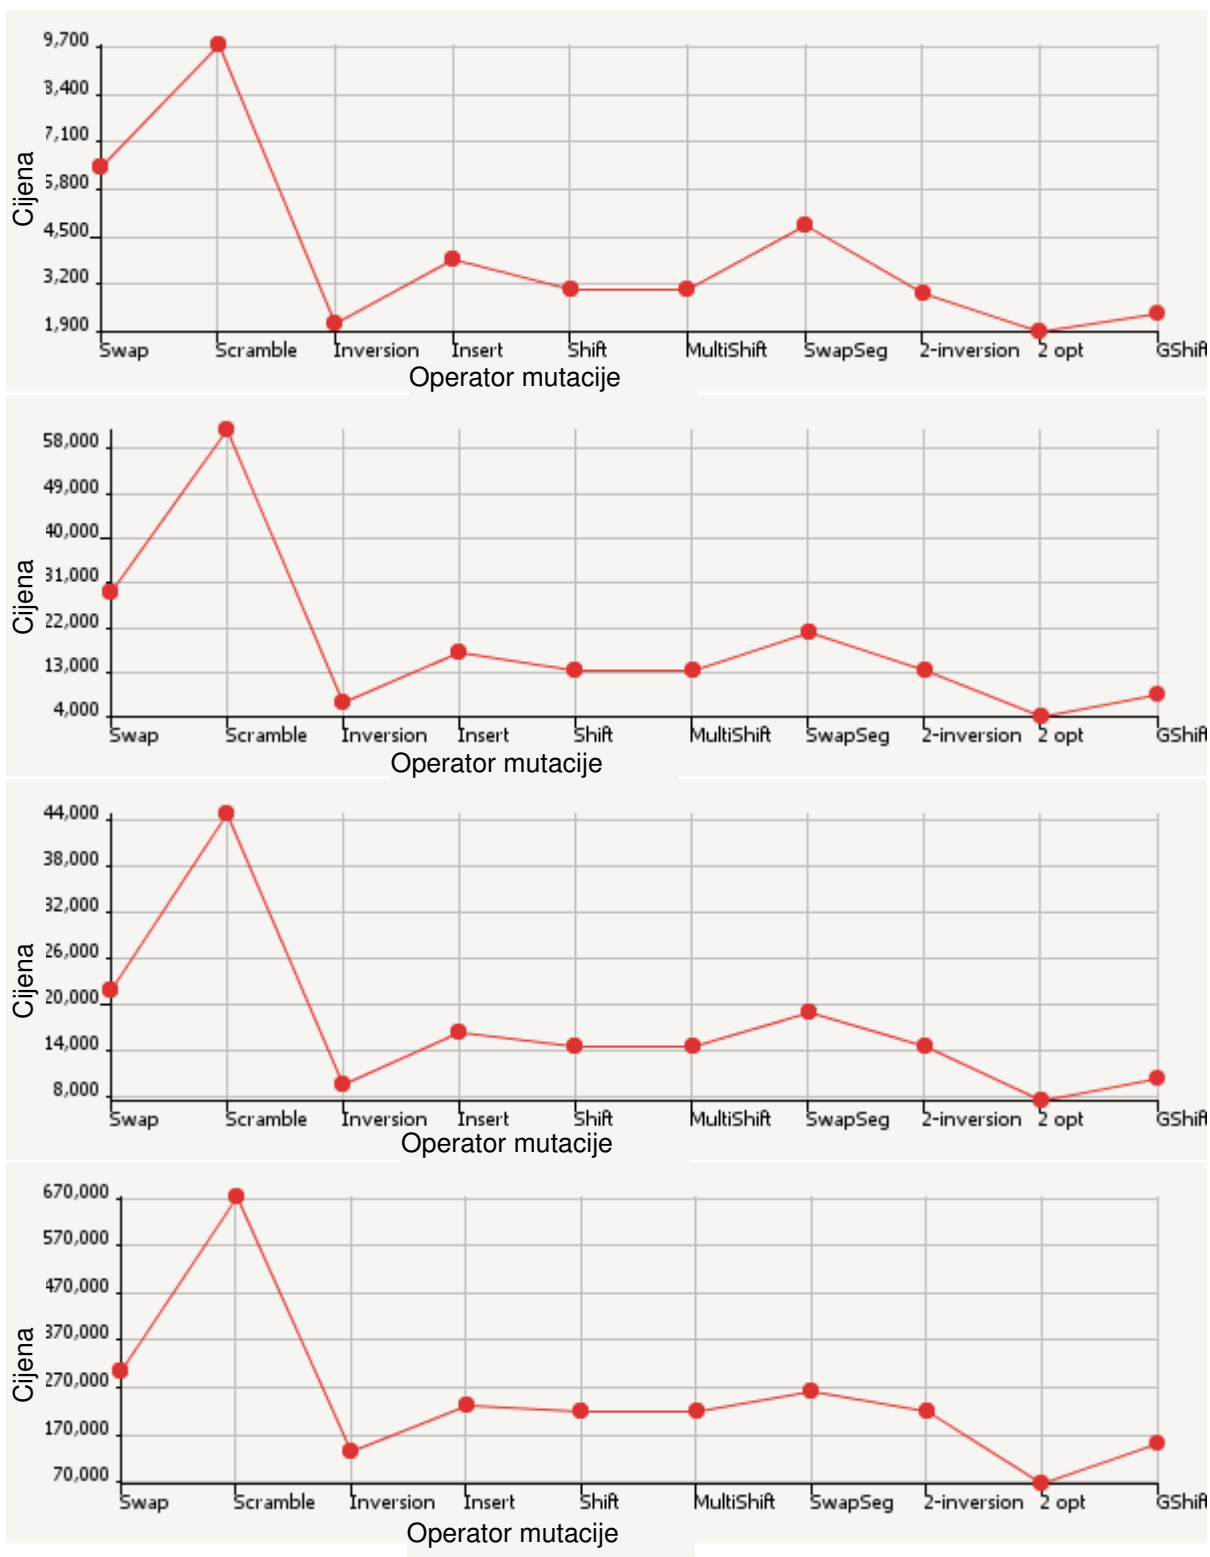 9,700
8,400
7,100
5,800
4,500
3,200
1,900
Cijena
Swap Scramble Inversion Insert Shift MultiShift SwapSeg 2-inversion 2 opt GShift
Operator mutacije
58,000
49,000
40,000
31,000
22,000
13,000
4,000
Cijena
Swap Scramble Inversion Insert Shift MultiShift SwapSeg 2-inversion 2 opt GShift
Operator mutacije
44,000
38,000
32,000
26,000
20,000
14,000
8,000
Cijena
Swap Scramble Inversion Insert Shift MultiShift SwapSeg 2-inversion 2 opt GShift
Operator mutacije
670,000
570,000
470,000
370,000
270,000
170,000
70,000
Cijena
Swap Scramble Inversion Insert Shift MultiShift SwapSeg 2-inversion 2 opt GShift
Operator mutacije